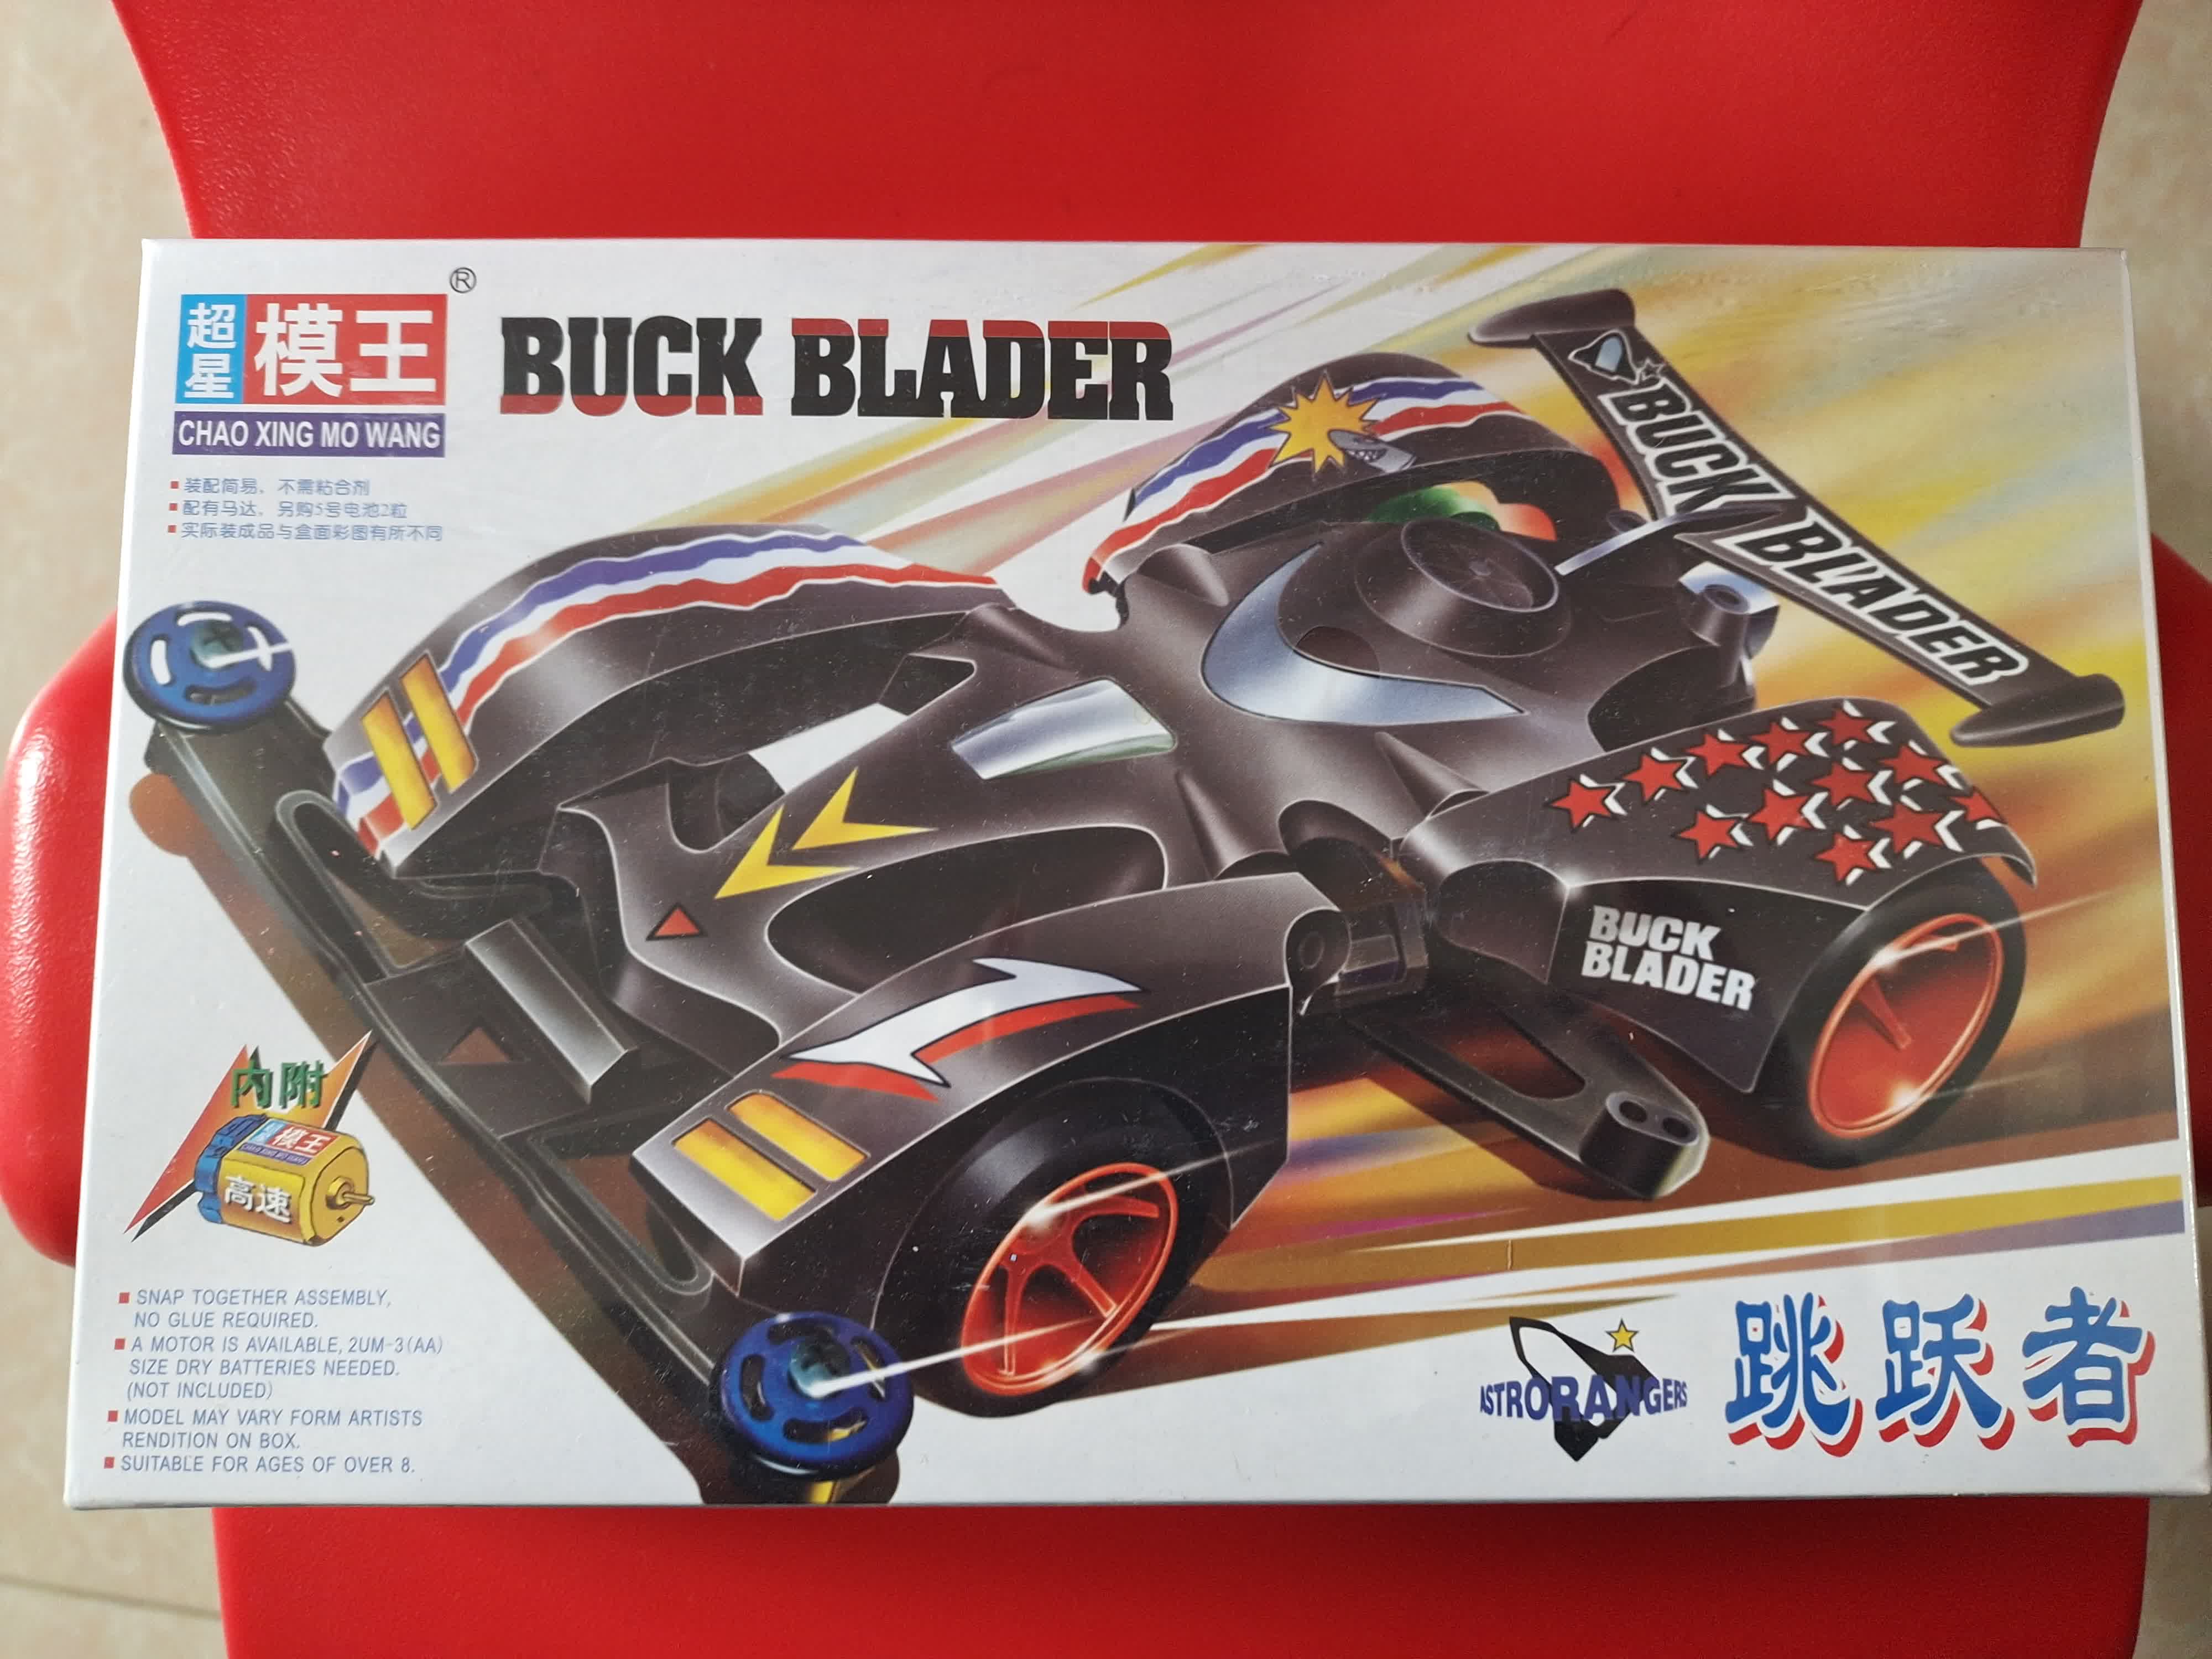 超星
模王
®
CHAO XING MO WANG
BUCK BLADER
装配简易、不需粘合剂
配有马达、另购5号电池2粒
实际装成品与盒面彩图有所不同
BUCK BLADER
BUCK
BLADER
内附
模王
高速
SNAP TOGETHER ASSEMBLY,
NO GLUE REQUIRED.
A MOTOR IS AVAILABLE, 2UM-3(AA)
SIZE DRY BATTERIES NEEDED.
(NOT INCLUDED)
MODEL MAY VARY FORM ARTISTS
RENDITION ON BOX.
SUITABLE FOR AGES OF OVER 8.
ASTRORANGERS
跳跃者